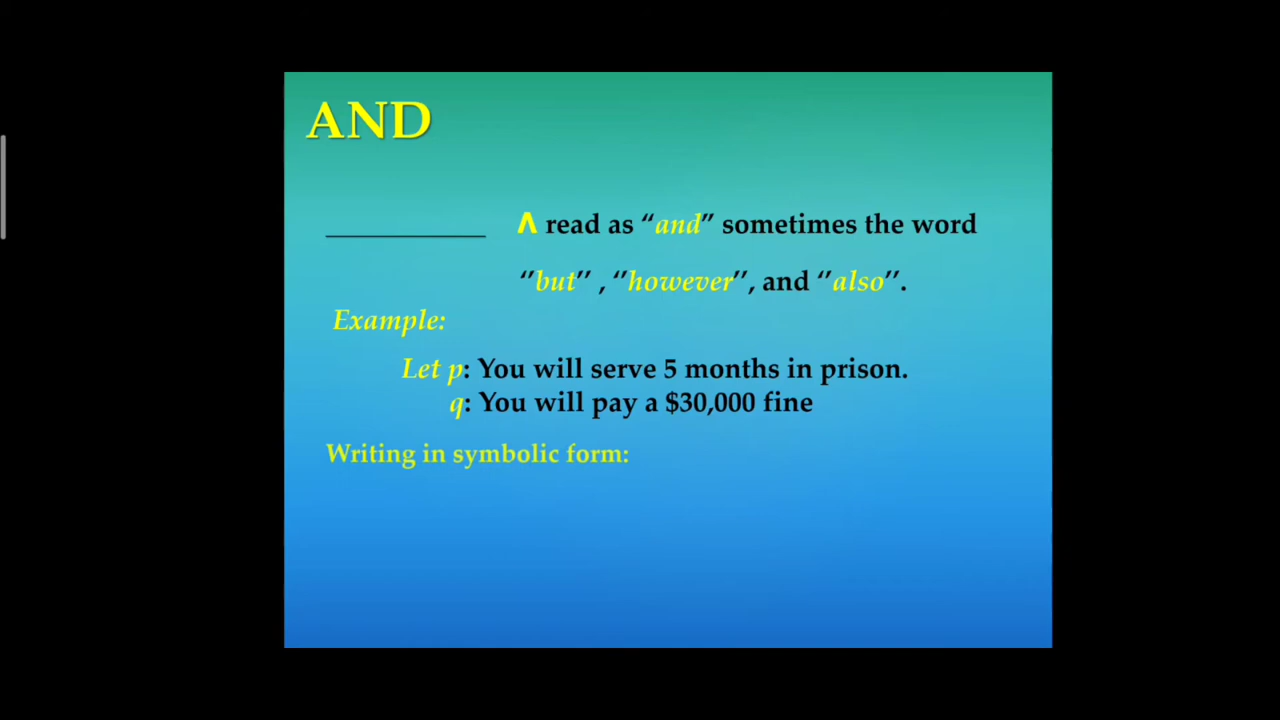 AND
____________ ∧ read as “and” sometimes the word
‘’but’’ , ‘’however’’, and ‘’also’’.
Example:
Let p: You will serve 5 months in prison.
q: You will pay a $30,000 fine
Writing in symbolic form: